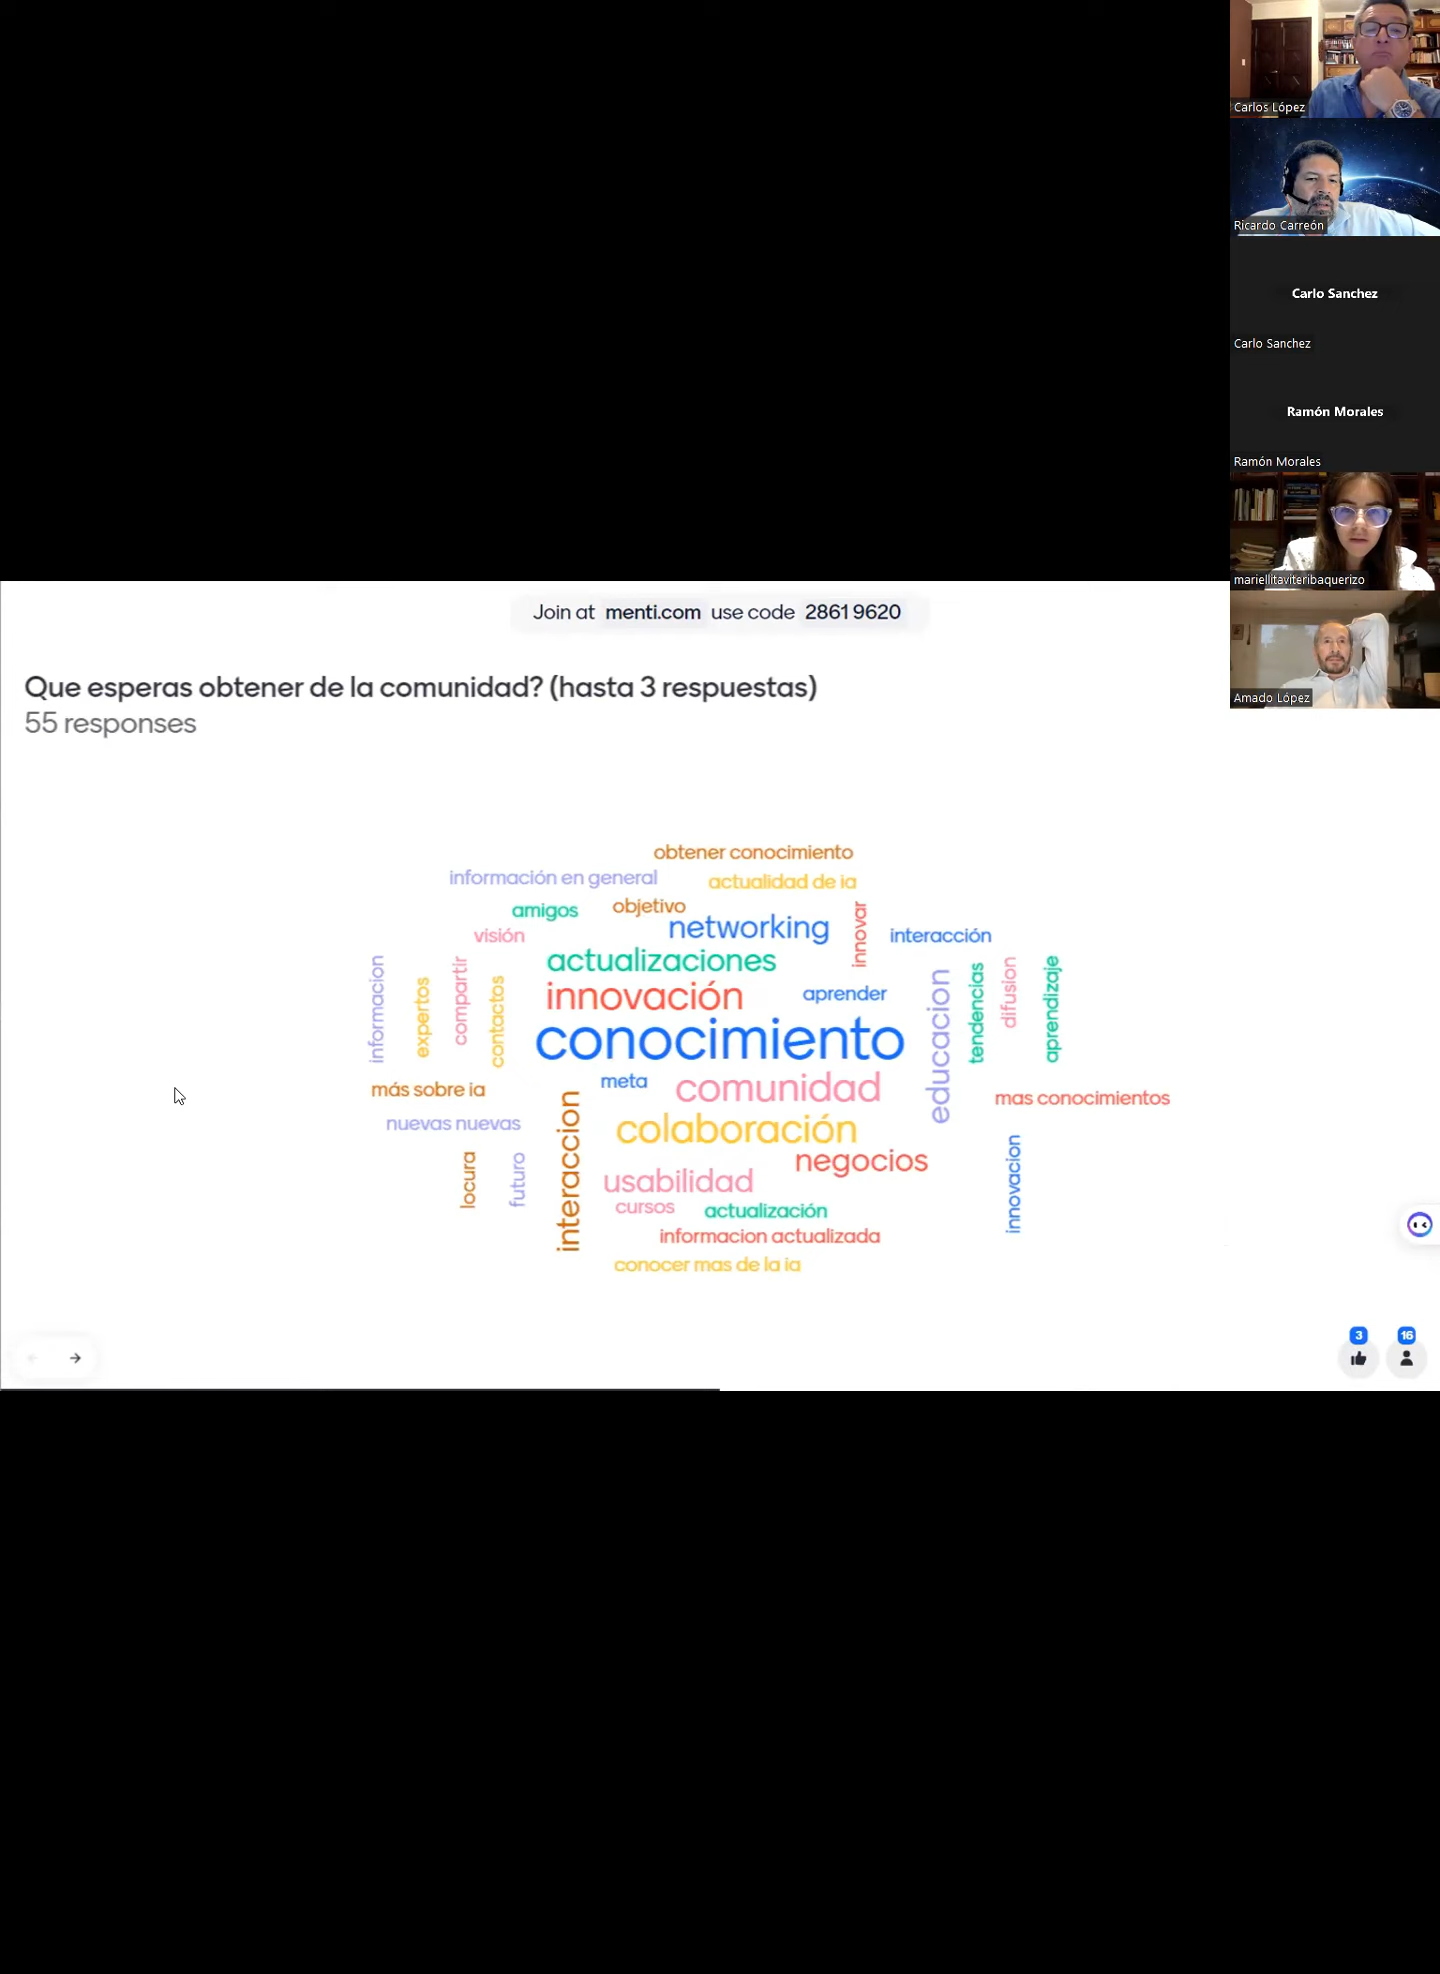 Carlos López
Ricardo Carreón
Carlo Sanchez
Carlo Sanchez
Ramón Morales
Ramón Morales
mariellitaviteribaquerizo
Amado López
Join at menti.com use code 2861 9620
Que esperas obtener de la comunidad? (hasta 3 respuestas)
55 responses
obtener conocimiento
información en general
actualidad de ia
amigos
objetivo
networking
innovar
interacción
visión
actualizaciones
informacion
expertos
compartir
contactos
innovación
aprender
educacion
tendencias
difusion
aprendizaje
conocimiento
más sobre ia
meta
comunidad
mas conocimientos
nuevas nuevas
interaccion
colaboración
locura
futuro
negocios
innovacion
usabilidad
cursos
actualización
informacion actualizada
conocer mas de la ia
3
16